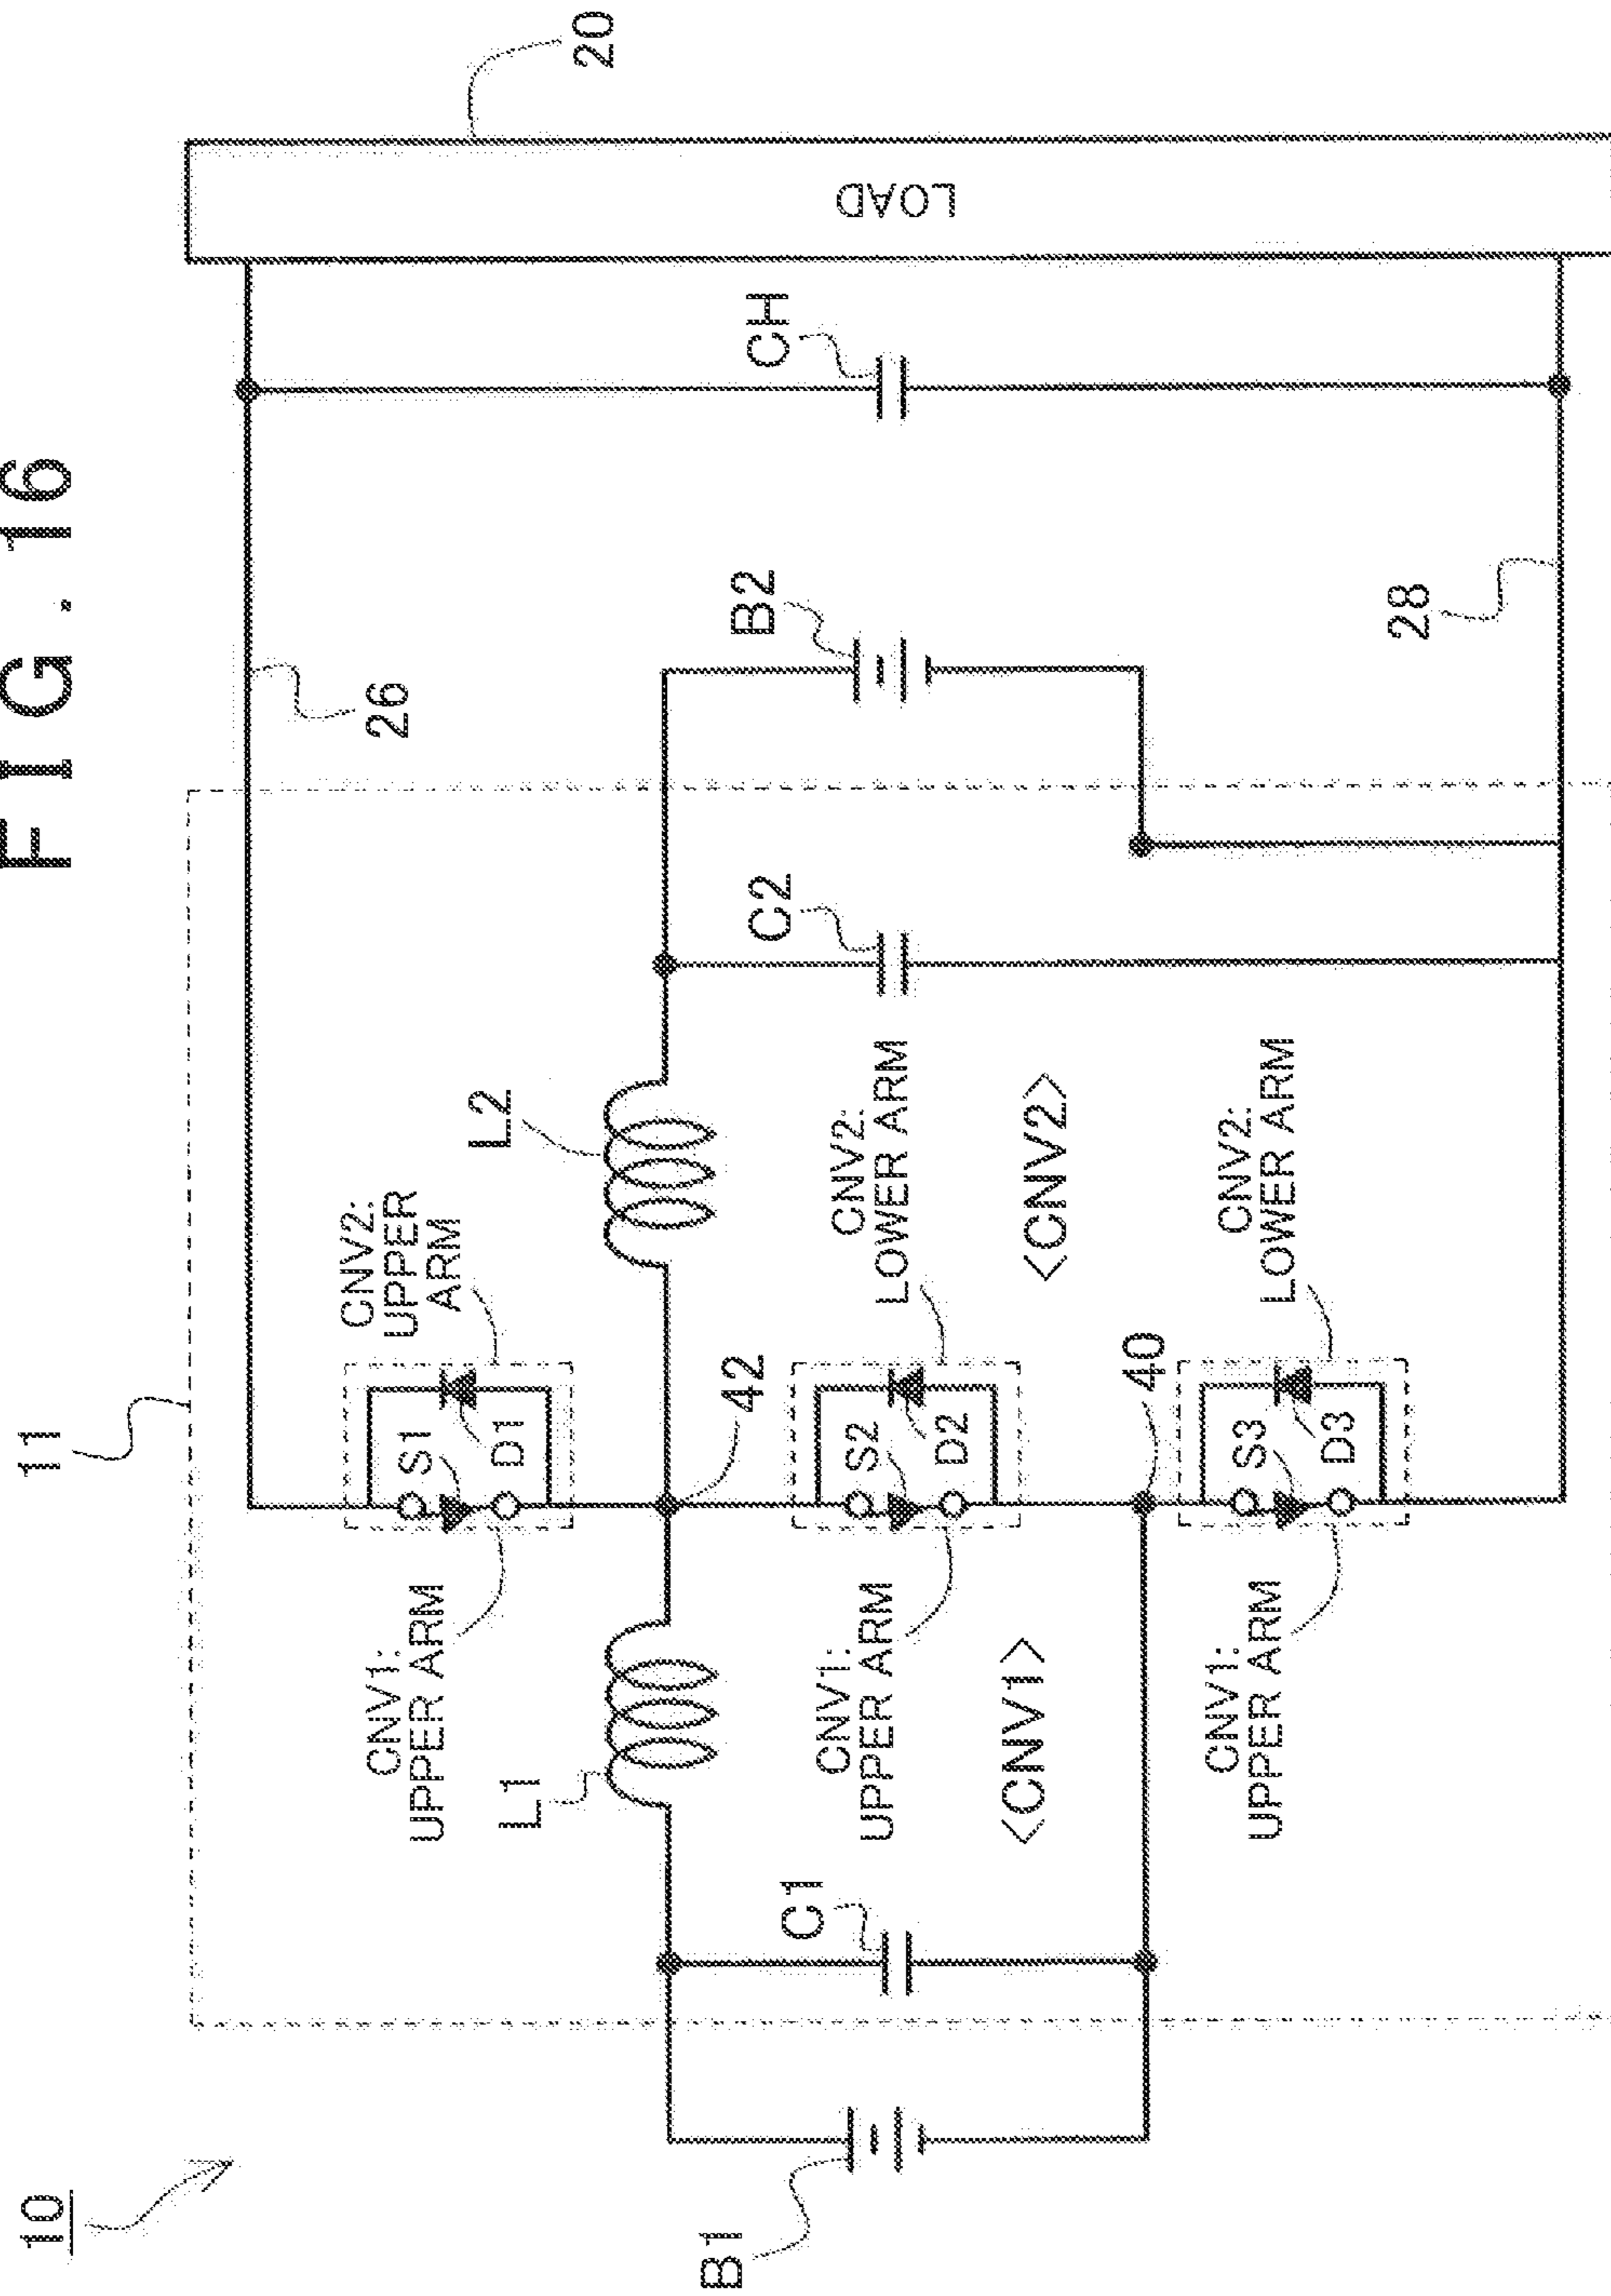 FIG. 16
10
11
20
LOAD
26
28
B1
C1
L1
CNV1:
UPPER ARM
S1
D1
CNV2:
UPPER
ARM
L2
42
CNV1:
UPPER ARM
S2
D2
CNV2:
LOWER ARM
<CNV1>
<CNV2>
40
CNV1:
UPPER ARM
S3
D3
CNV2:
LOWER ARM
C2
B2
CH